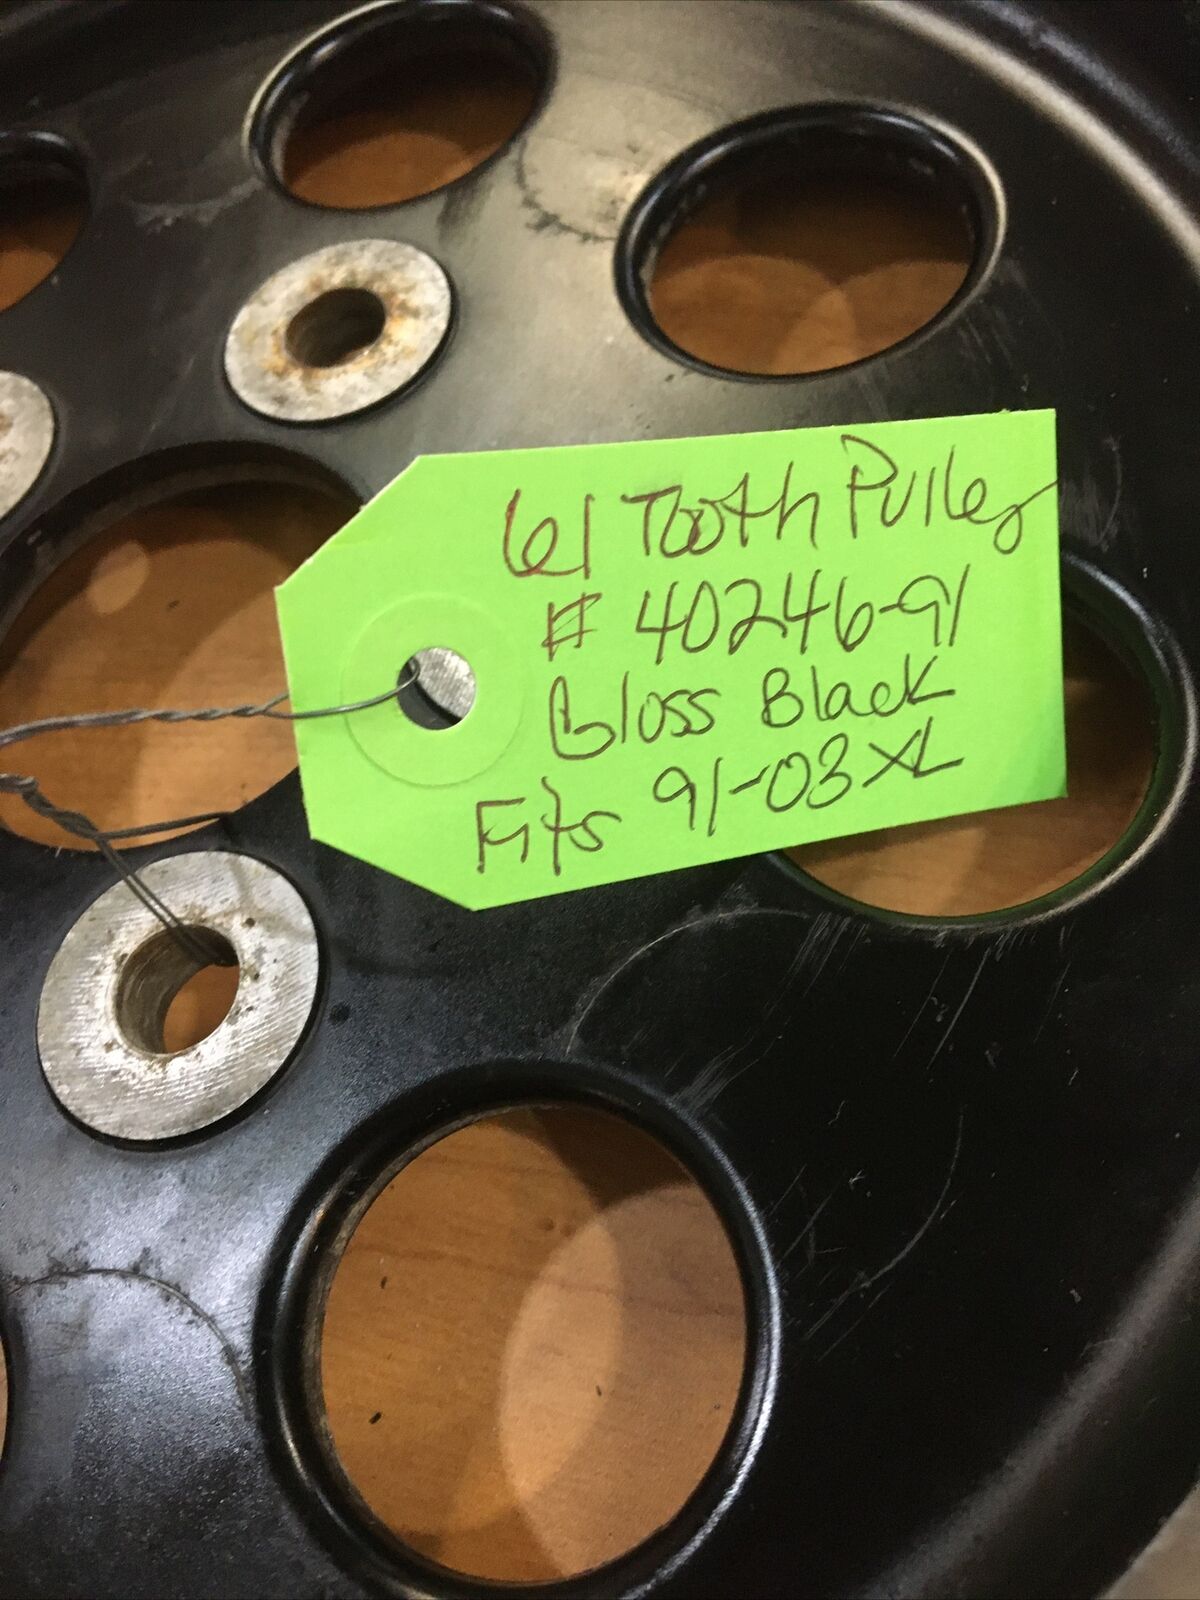 61 Tooth Pulley
# 40246-91
Gloss Black
Fits 91-03 XL